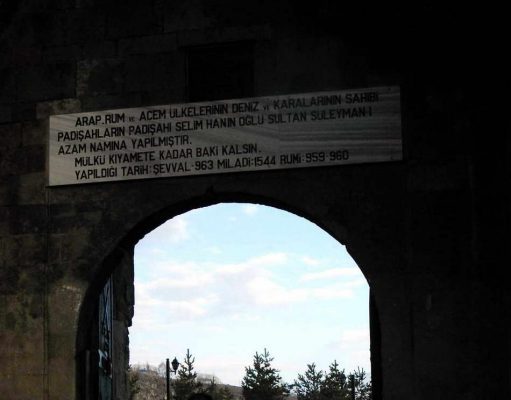 ARAP.RUM ve ACEM ÜLKELERİNİN DENİZ ve KARALARININ SAHİBİ
PADİŞAHLARIN PADİŞAHI SELİM HANIN OĞLU SULTAN SÜLEYMAN-I
AZAM NAMINA YAPILMIŞTIR.
MÜLKÜ KIYAMETE KADAR BAKİ KALSIN.
YAPILDIĞI TARİH: ŞEVVAL-963 MİLADİ:1544 RUMİ:959-960